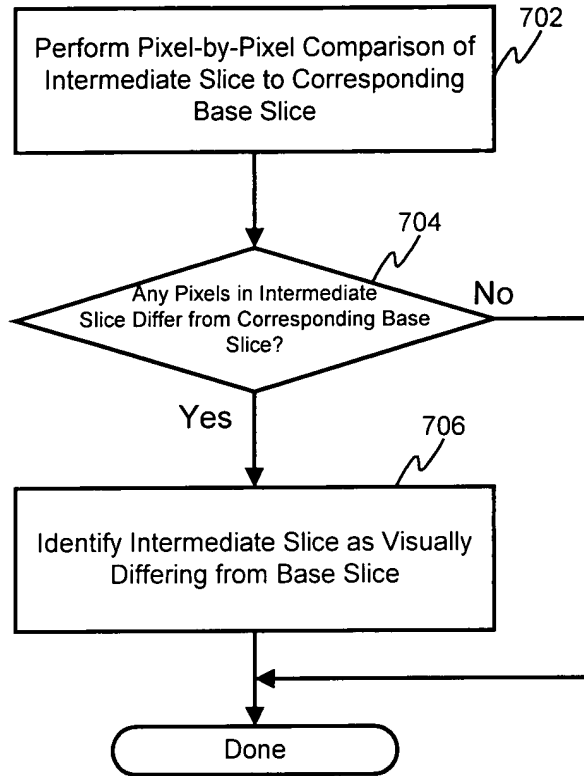 702
Perform Pixel-by-Pixel Comparison of
Intermediate Slice to Corresponding
Base Slice
704
Any Pixels in Intermediate
Slice Differ from Corresponding Base
Slice?
No
Yes
706
Identify Intermediate Slice as Visually
Differing from Base Slice
Done